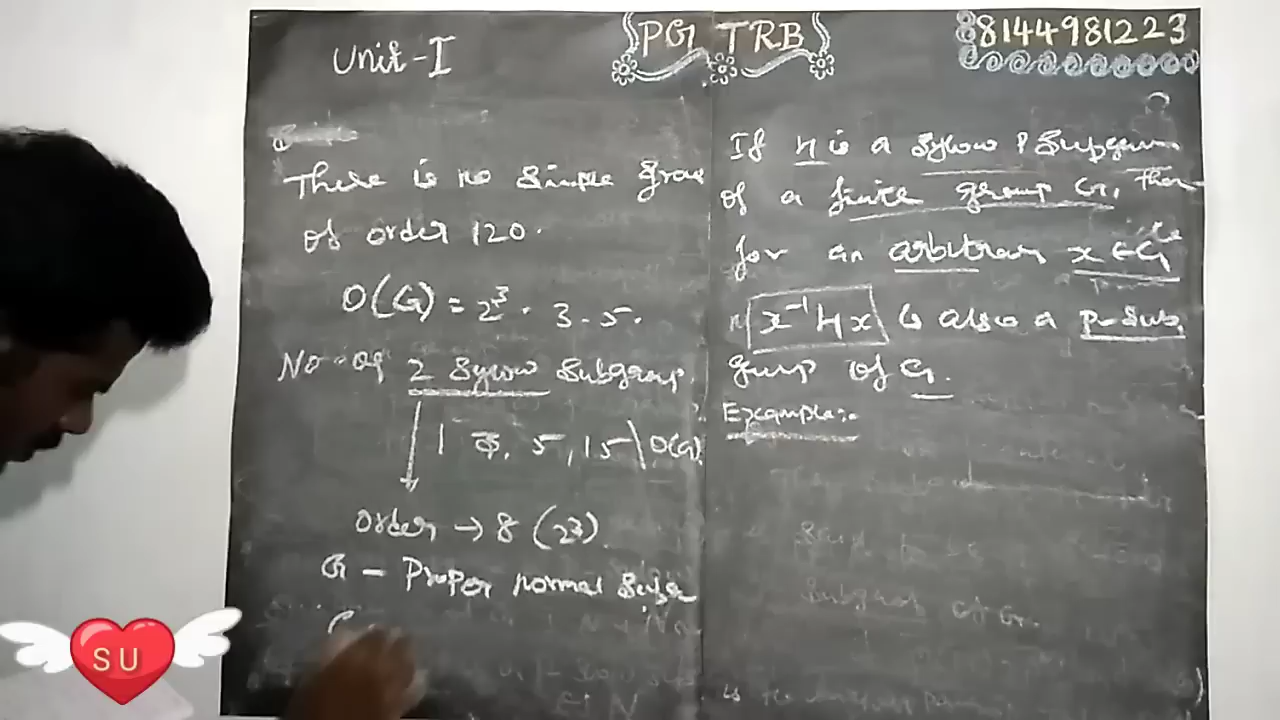 PG TRB
8144981223
Unit-I
There is no Simple Grou
of order 120.
O(G) = 2³. 3.5.
No of 2 Sylow Subgroup.
1 3, 5, 15 \ O(G)
Order → 8 (2³).
G - Proper normal Subg
If H is a Sylow P Subgroup
of a finite group G, then
for an arbitrary x ∈ G
x⁻¹Hx is also a p-Sub
group of G.
Example:-
SU